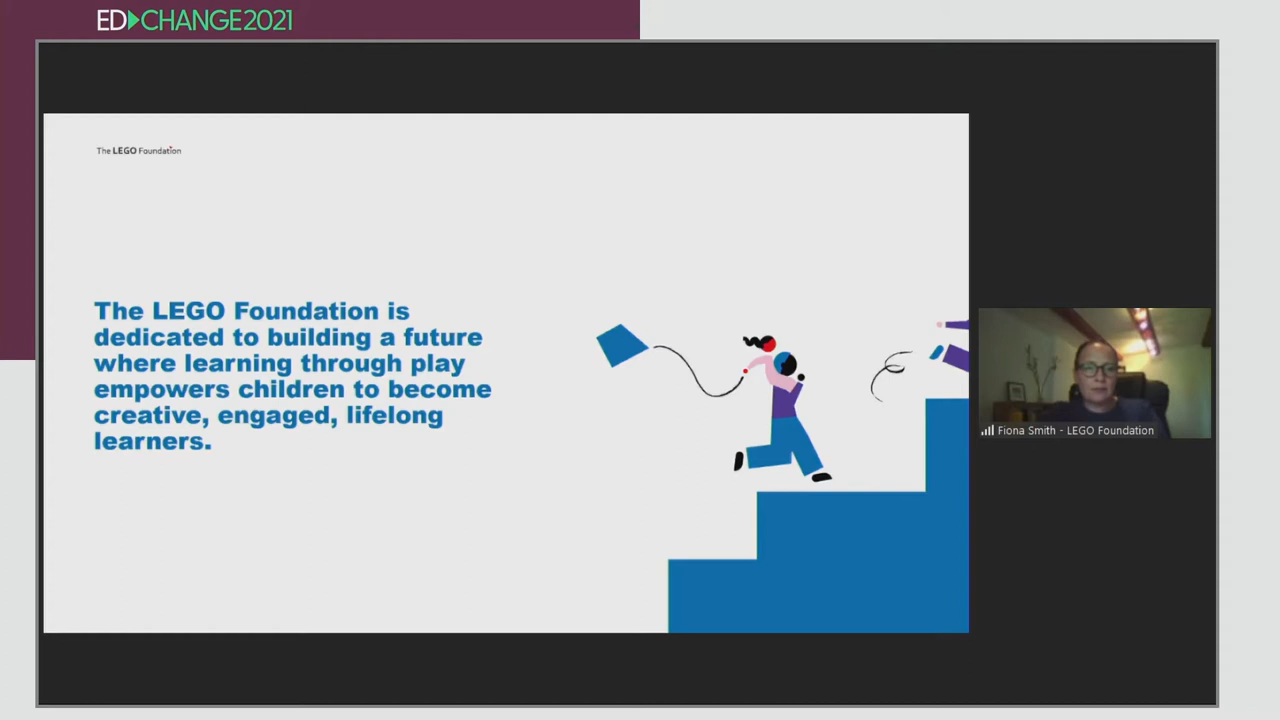 ED CHANGE2021
The LEGO Foundation
The LEGO Foundation is
dedicated to building a future
where learning through play
empowers children to become
creative, engaged, lifelong
learners.
Fiona Smith - LEGO Foundation